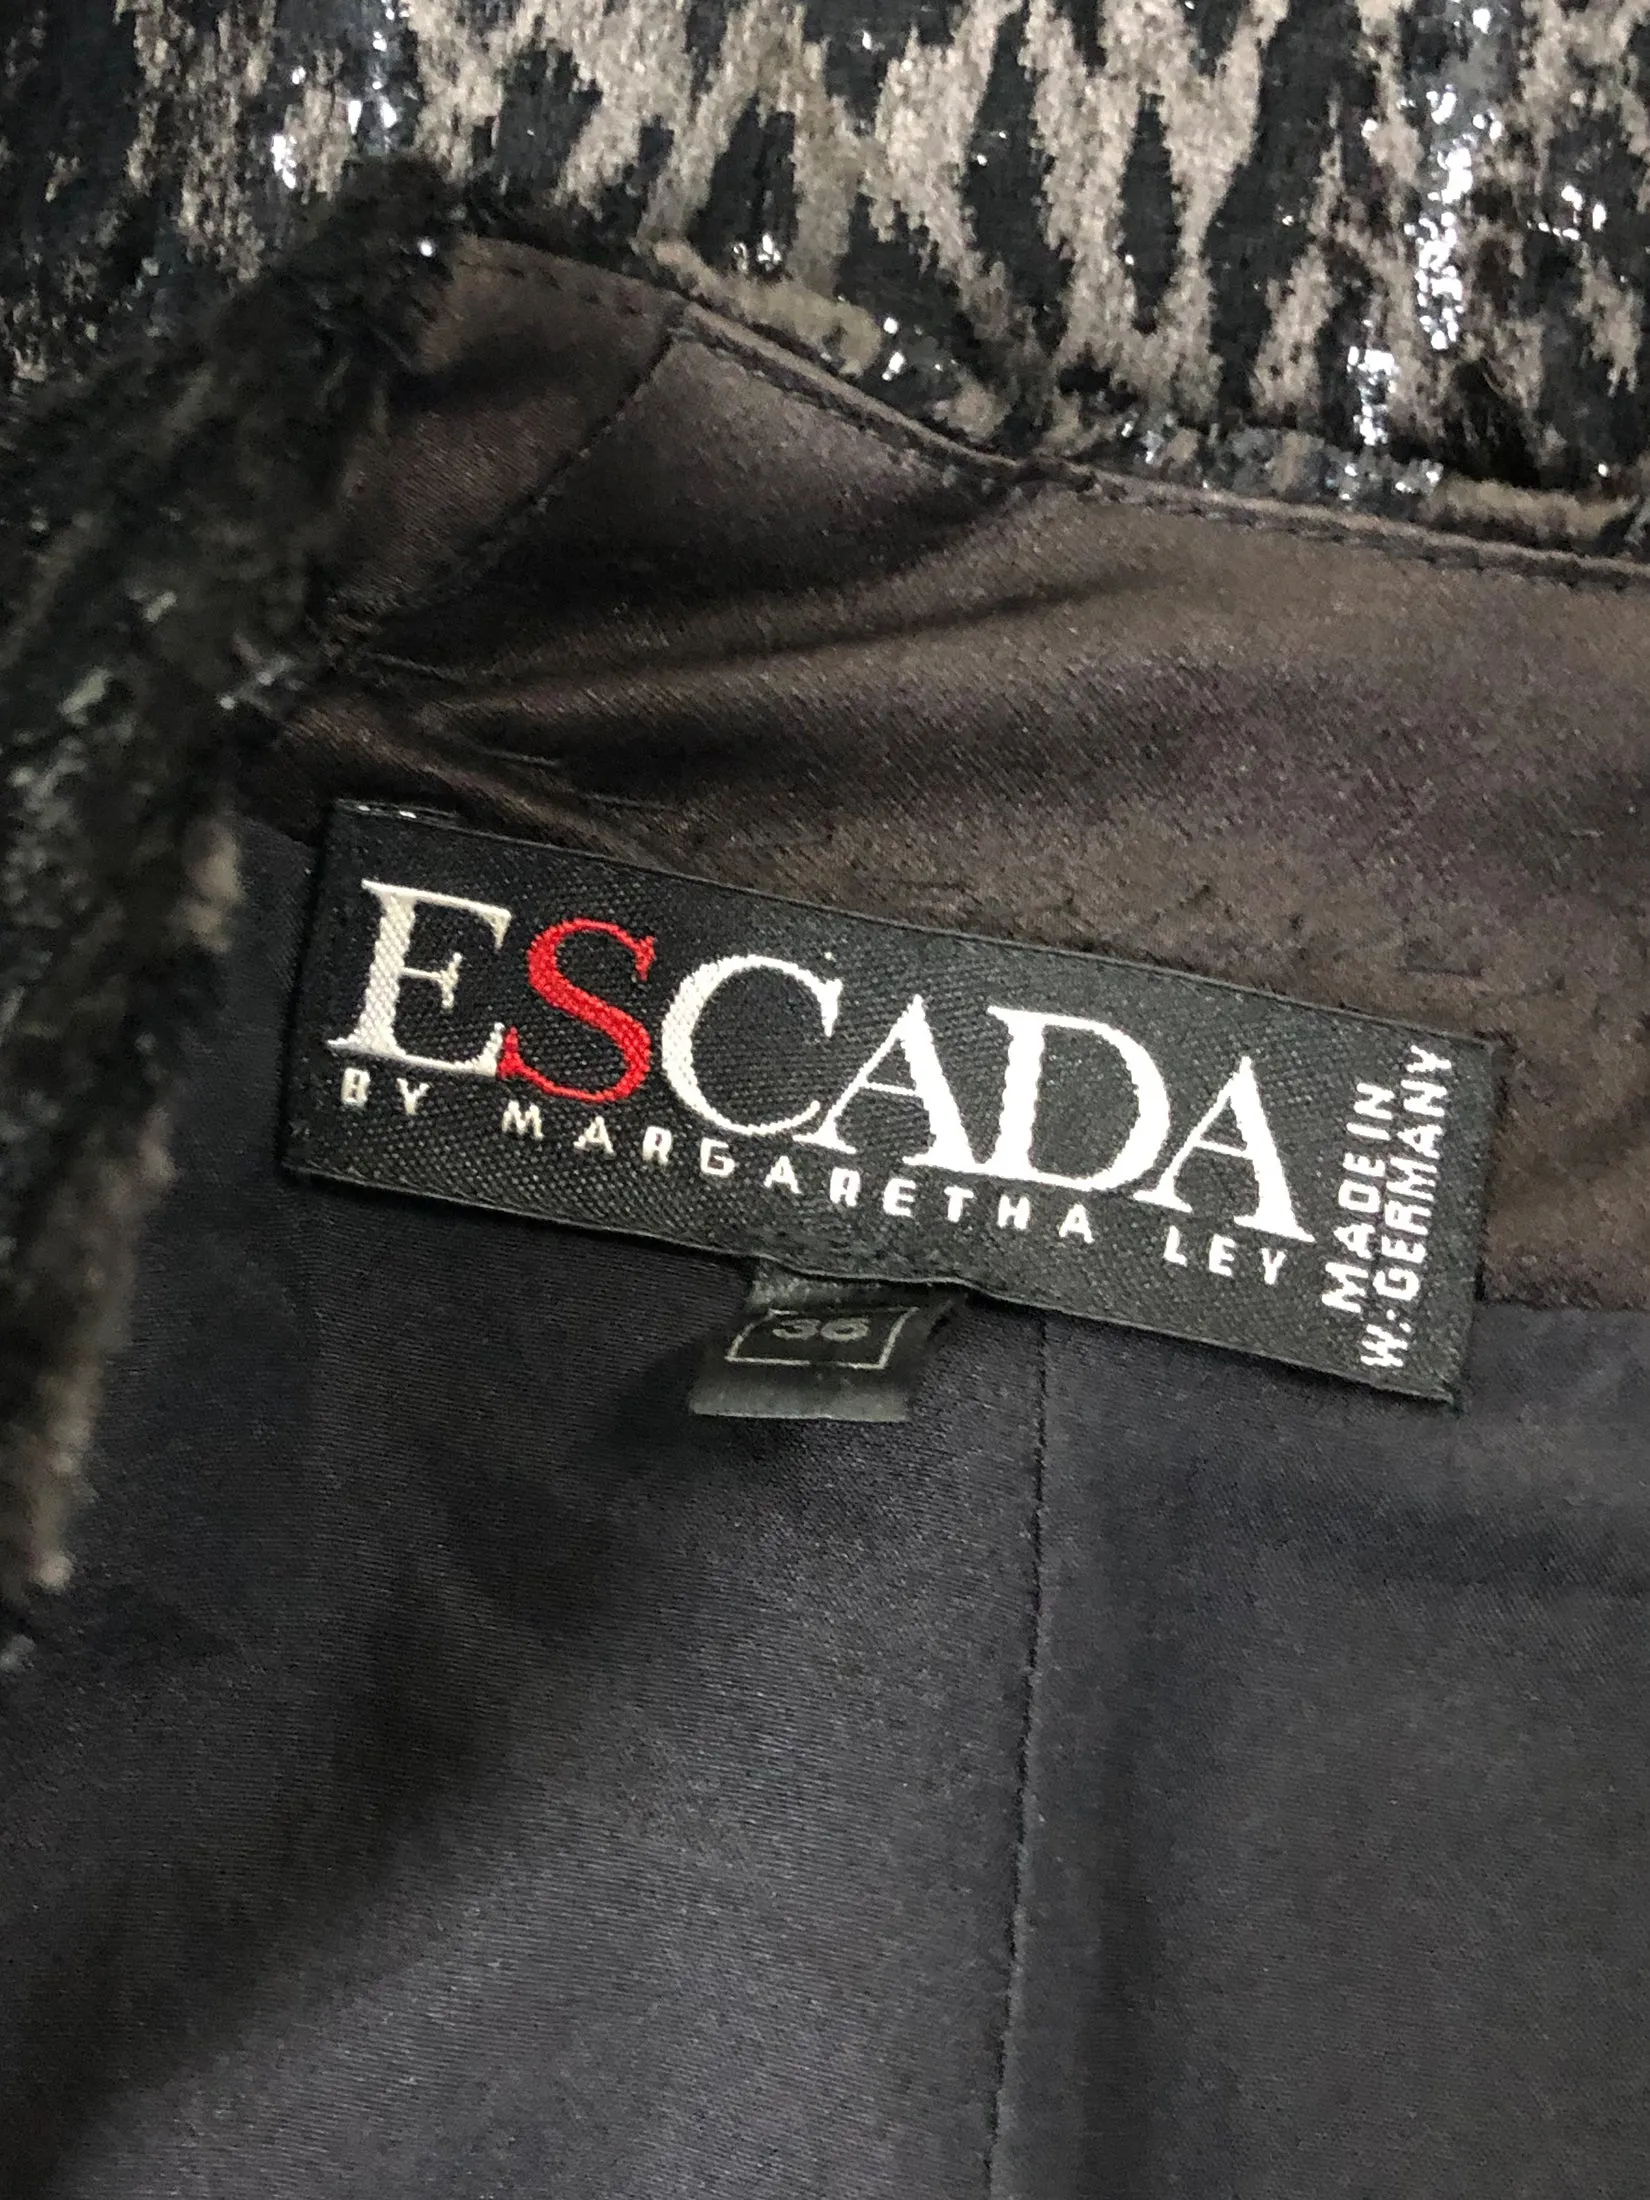 ESCADA
BY MARGARETHA LEY
MADE IN
W. GERMANY
36